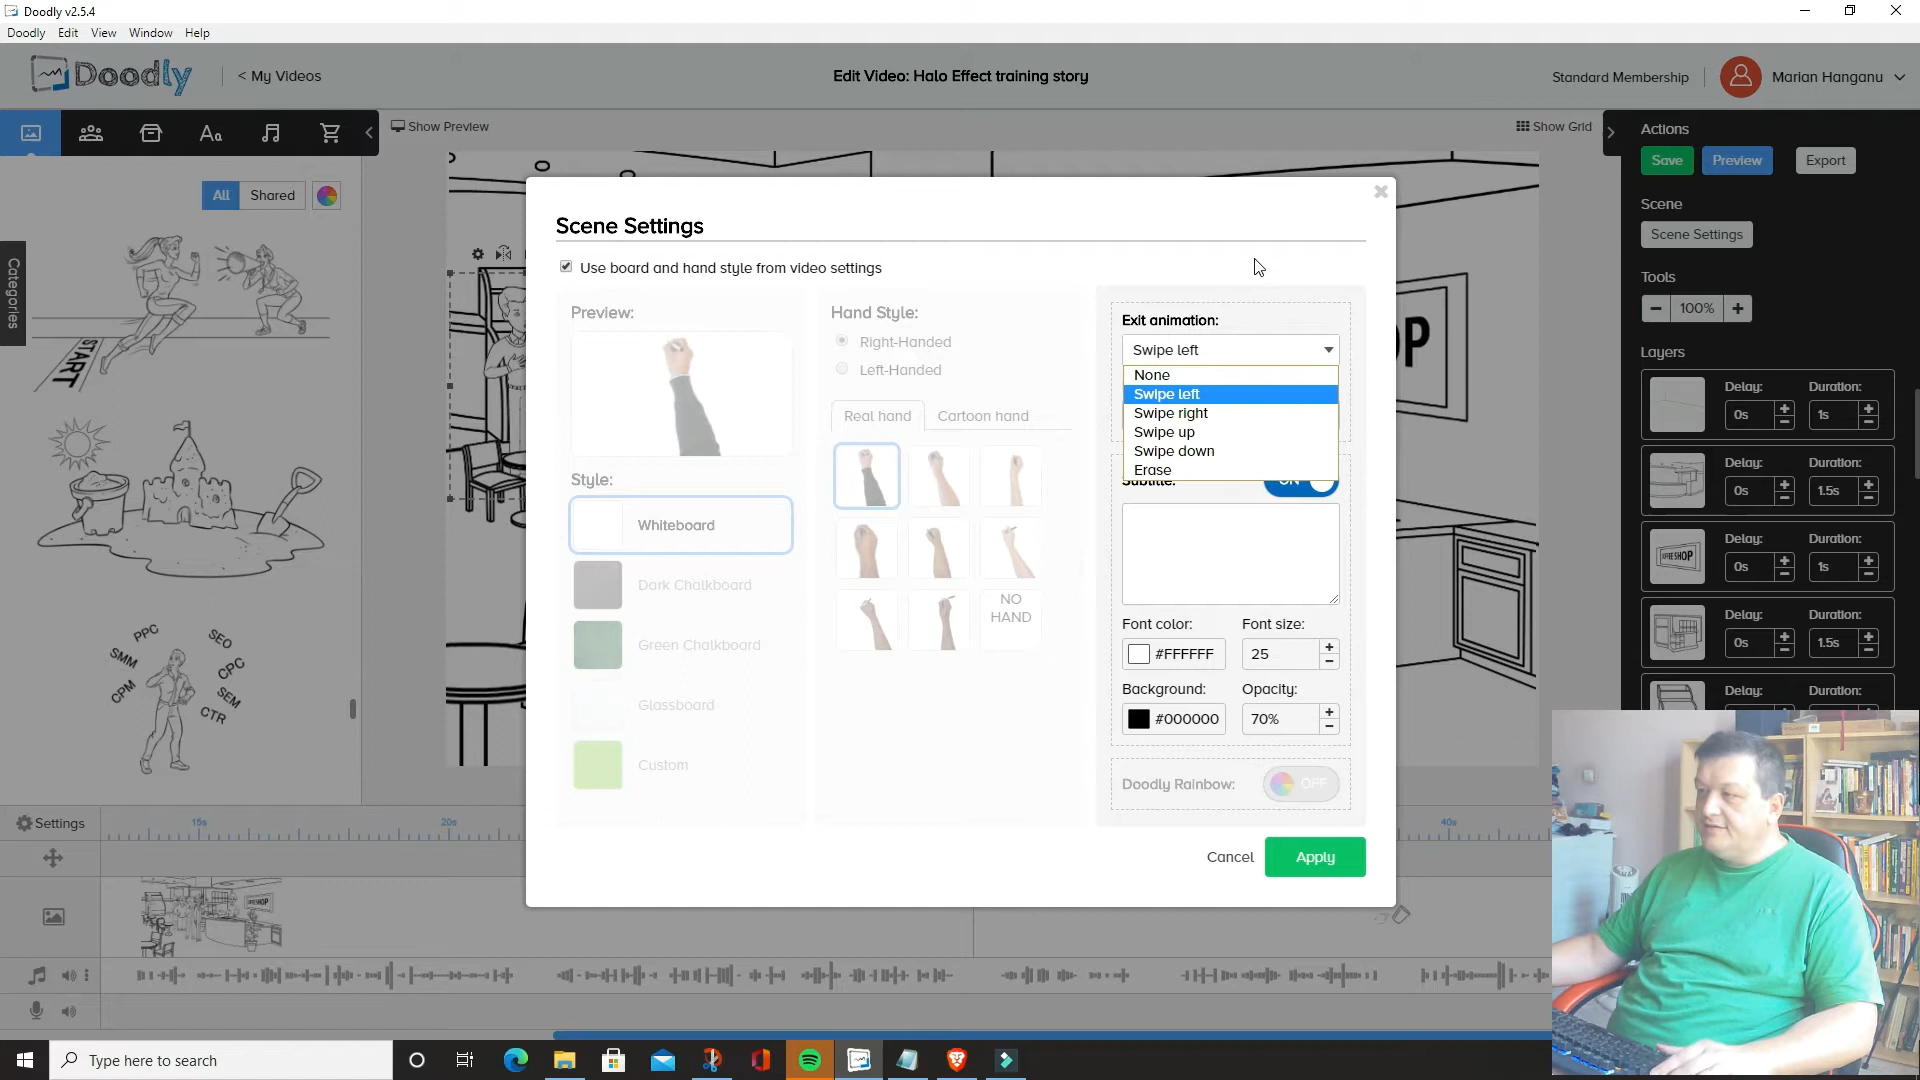 Doodly v2.5.4
Doodly Edit View Window Help
Doodly
< My Videos
Edit Video: Halo Effect training story
Standard Membership
Marian Hanganu
Show Preview
Show Grid
All
Shared
Categories
START
PPC
SEO
SMM
CPC
CPM
SEM
CTR
Scene Settings
Use board and hand style from video settings
Preview:
Style:
Whiteboard
Dark Chalkboard
Green Chalkboard
Glassboard
Custom
Hand Style:
Right-Handed
Left-Handed
Real hand
Cartoon hand
NO
HAND
Exit animation:
Swipe left
None
Swipe left
Swipe right
Swipe up
Swipe down
Erase
Subtitle:
ON
Font color:
Font size:
#FFFFFF
25
Background:
Opacity:
#000000
70%
Doodly Rainbow:
OFF
Cancel
Apply
Actions
Save
Preview
Export
Scene
Scene Settings
Tools
100%
Layers
Delay:
Duration:
0s
1s
Delay:
Duration:
0s
1.5s
Delay:
Duration:
0s
1s
Delay:
Duration:
0s
1.5s
Delay:
Duration:
Settings
15s
20s
40s
Type here to search